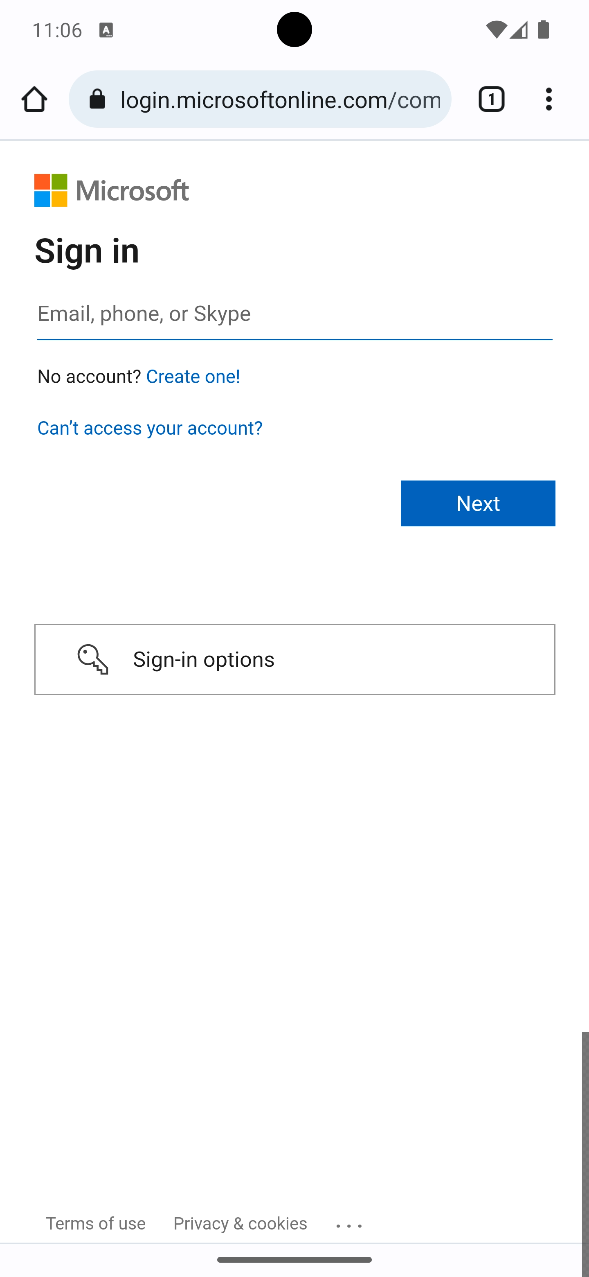 11:06
login.microsoftonline.com/com
1
Microsoft
Sign in
Email, phone, or Skype
No account? Create one!
Can't access your account?
Next
Sign-in options
Terms of use Privacy & cookies ...